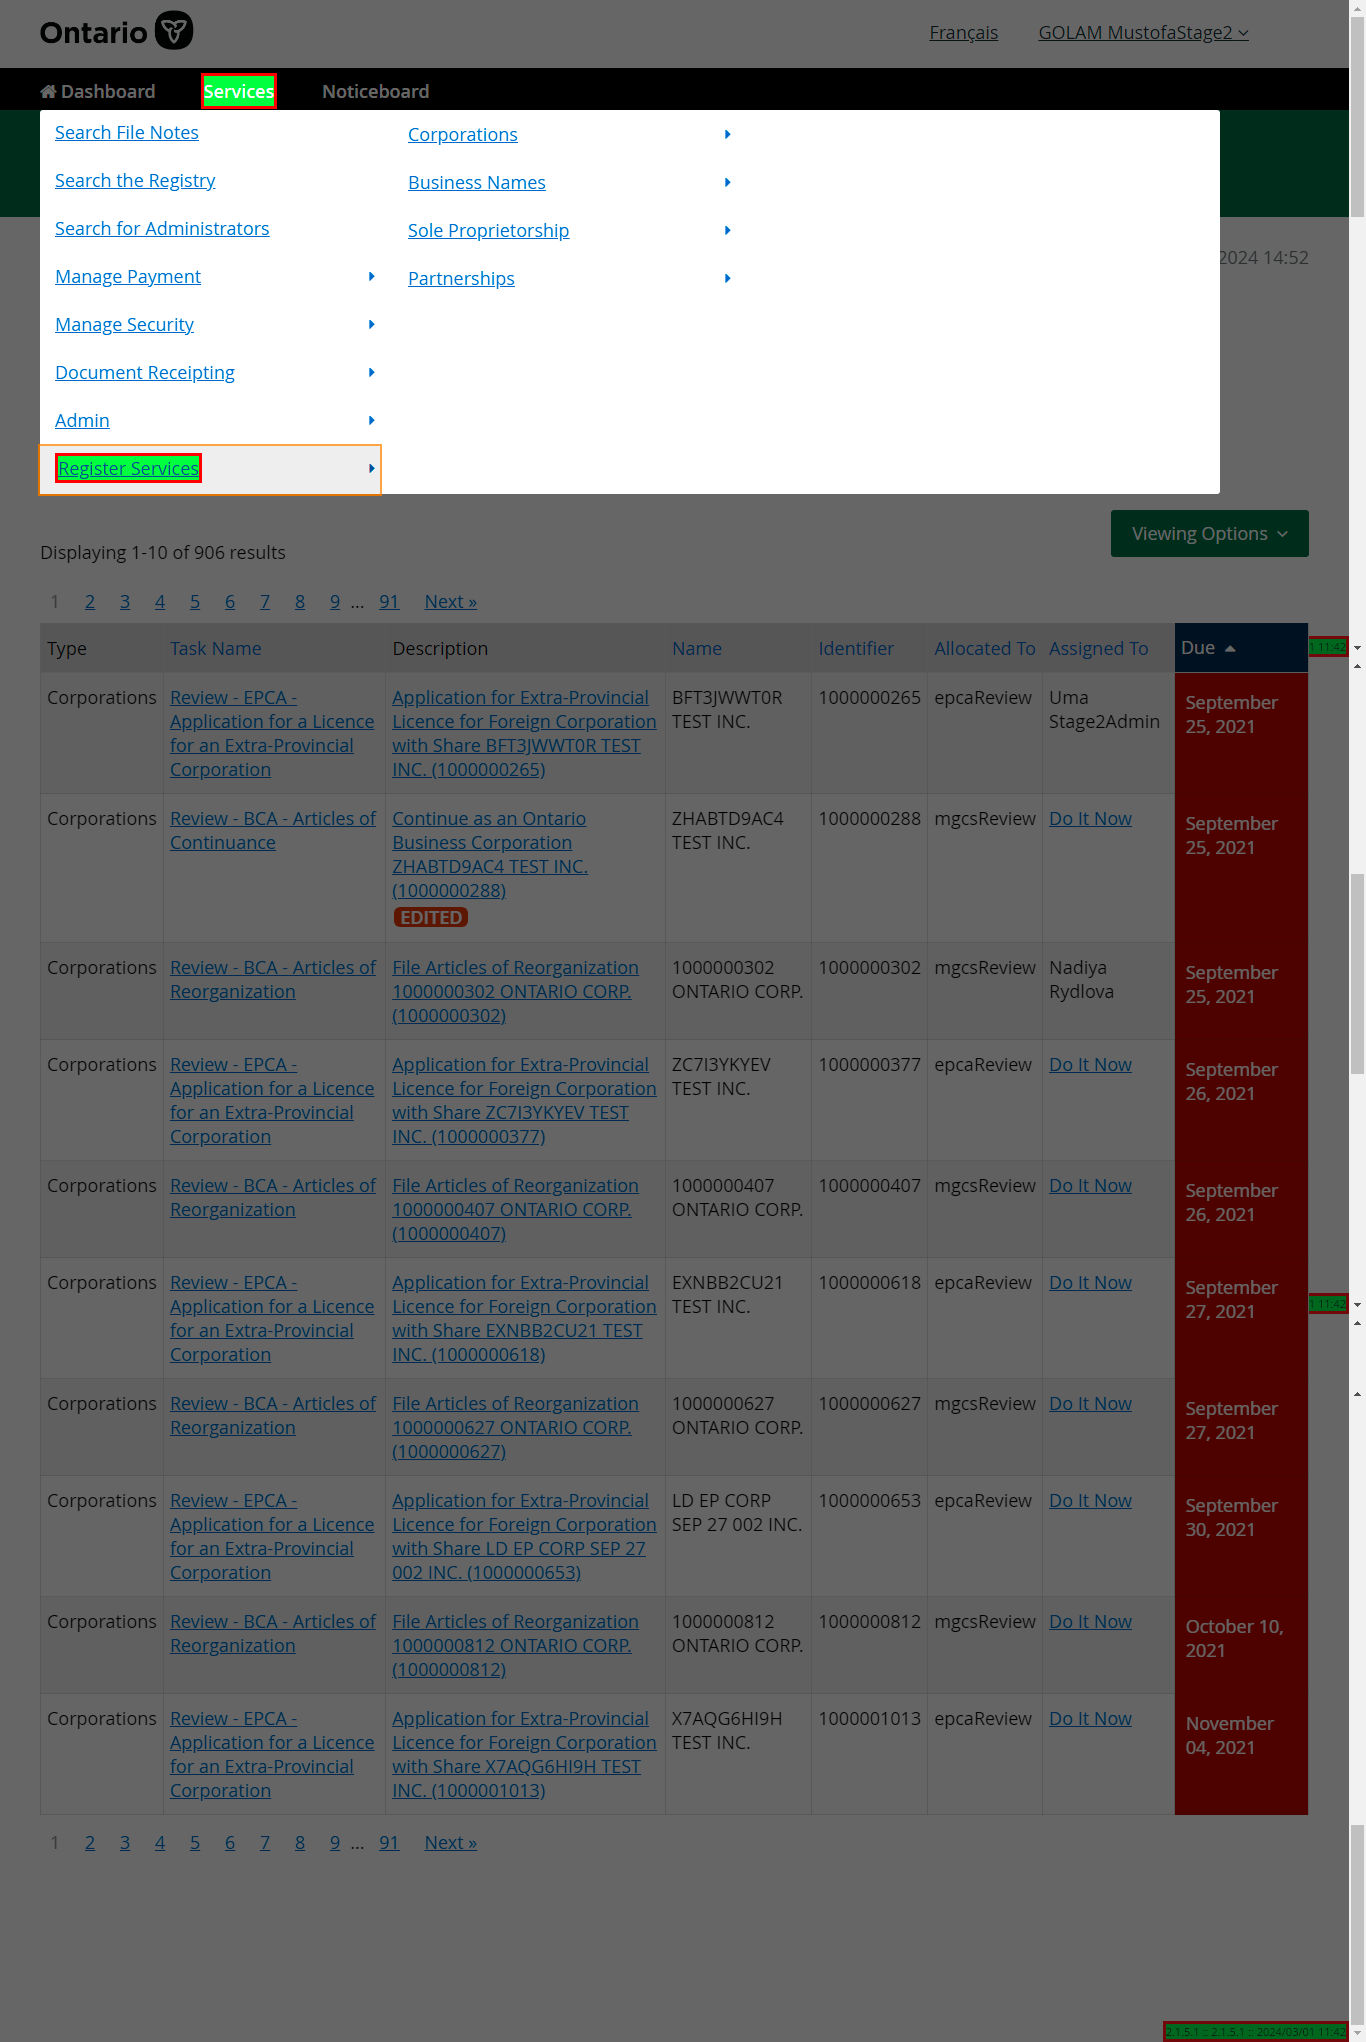 Ontario
Français
GOLAM MustofaStage2
Dashboard
Services
Noticeboard
Search File Notes
Search the Registry
Search for Administrators
Manage Payment
Manage Security
Document Receipting
Admin
Register Services
Corporations
Business Names
Sole Proprietorship
Partnerships
2024 14:52
Viewing Options
Displaying 1-10 of 906 results
1 2 3 4 5 6 7 8 9 ... 91 Next »
Type Task Name Description Name Identifier Allocated To Assigned To Due
1 11:42
Corporations
Review - EPCA -
Application for a Licence
for an Extra-Provincial
Corporation
Application for Extra-Provincial
Licence for Foreign Corporation
with Share BFT3JWWT0R TEST
INC. (1000000265)
BFT3JWWT0R
TEST INC.
1000000265
epcaReview
Uma
Stage2Admin
September
25, 2021
Corporations
Review - BCA - Articles of
Continuance
Continue as an Ontario
Business Corporation
ZHABTD9AC4 TEST INC.
(1000000288)
EDITED
ZHABTD9AC4
TEST INC.
1000000288
mgcsReview
Do It Now
September
25, 2021
Corporations
Review - BCA - Articles of
Reorganization
File Articles of Reorganization
1000000302 ONTARIO CORP.
(1000000302)
1000000302
ONTARIO CORP.
1000000302
mgcsReview
Nadiya
Rydlova
September
25, 2021
Corporations
Review - EPCA -
Application for a Licence
for an Extra-Provincial
Corporation
Application for Extra-Provincial
Licence for Foreign Corporation
with Share ZC7I3YKYEV TEST
INC. (1000000377)
ZC7I3YKYEV
TEST INC.
1000000377
epcaReview
Do It Now
September
26, 2021
Corporations
Review - BCA - Articles of
Reorganization
File Articles of Reorganization
1000000407 ONTARIO CORP.
(1000000407)
1000000407
ONTARIO CORP.
1000000407
mgcsReview
Do It Now
September
26, 2021
Corporations
Review - EPCA -
Application for a Licence
for an Extra-Provincial
Corporation
Application for Extra-Provincial
Licence for Foreign Corporation
with Share EXNBB2CU21 TEST
INC. (1000000618)
EXNBB2CU21
TEST INC.
1000000618
epcaReview
Do It Now
September
27, 2021
1 11:42
Corporations
Review - BCA - Articles of
Reorganization
File Articles of Reorganization
1000000627 ONTARIO CORP.
(1000000627)
1000000627
ONTARIO CORP.
1000000627
mgcsReview
Do It Now
September
27, 2021
Corporations
Review - EPCA -
Application for a Licence
for an Extra-Provincial
Corporation
Application for Extra-Provincial
Licence for Foreign Corporation
with Share LD EP CORP SEP 27
002 INC. (1000000653)
LD EP CORP
SEP 27 002 INC.
1000000653
epcaReview
Do It Now
September
30, 2021
Corporations
Review - BCA - Articles of
Reorganization
File Articles of Reorganization
1000000812 ONTARIO CORP.
(1000000812)
1000000812
ONTARIO CORP.
1000000812
mgcsReview
Do It Now
October 10,
2021
Corporations
Review - EPCA -
Application for a Licence
for an Extra-Provincial
Corporation
Application for Extra-Provincial
Licence for Foreign Corporation
with Share X7AQG6HI9H TEST
INC. (1000001013)
X7AQG6HI9H
TEST INC.
1000001013
epcaReview
Do It Now
November
04, 2021
1 2 3 4 5 6 7 8 9 ... 91 Next »
2.1.5.1 :: 2.1.5.1 :: 2024/03/01 11:42